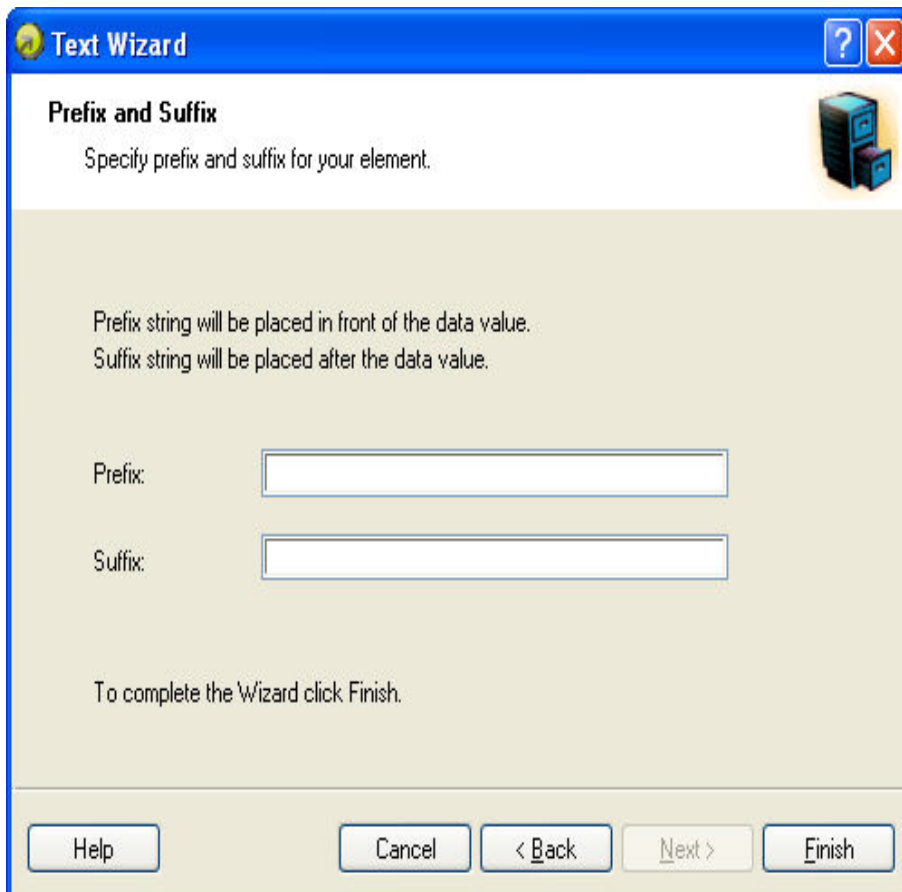 Text Wizard
Prefix and Suffix
Specify prefix and suffix for your element.
Prefix string will be placed in front of the data value.
Suffix string will be placed after the data value.
Prefix:
Suffix:
To complete the Wizard click Finish.
Help Cancel < Back Next > Finish